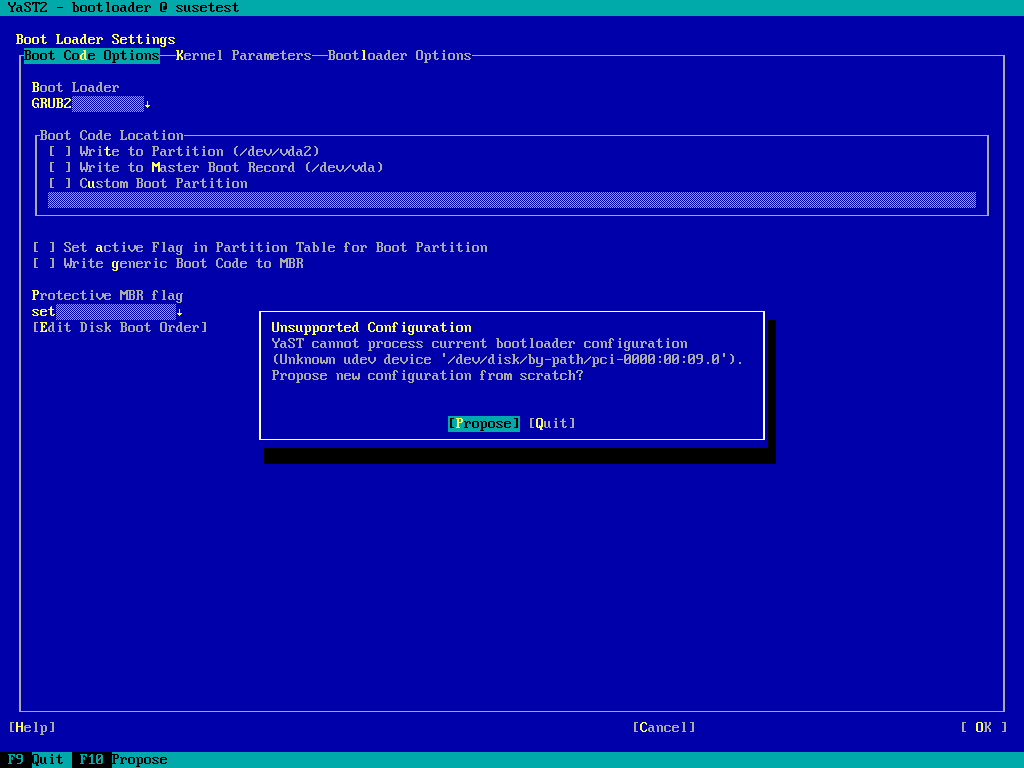 YaST2 - bootloader @ susetest
Boot Loader Settings
Boot Code Options Kernel Parameters Bootloader Options
Boot Loader
GRUB2 ↓
Boot Code Location
[ ] Write to Partition (/dev/vda2)
[ ] Write to Master Boot Record (/dev/vda)
[ ] Custom Boot Partition
[ ] Set active Flag in Partition Table for Boot Partition
[ ] Write generic Boot Code to MBR
Protective MBR flag
set ↓
[Edit Disk Boot Order]
Unsupported Configuration
YaST cannot process current bootloader configuration
(Unknown udev device '/dev/disk/by-path/pci-0000:00:09.0').
Propose new configuration from scratch?
[Propose] [Quit]
[Help] [Cancel] [ OK ]
F9 Quit F10 Propose